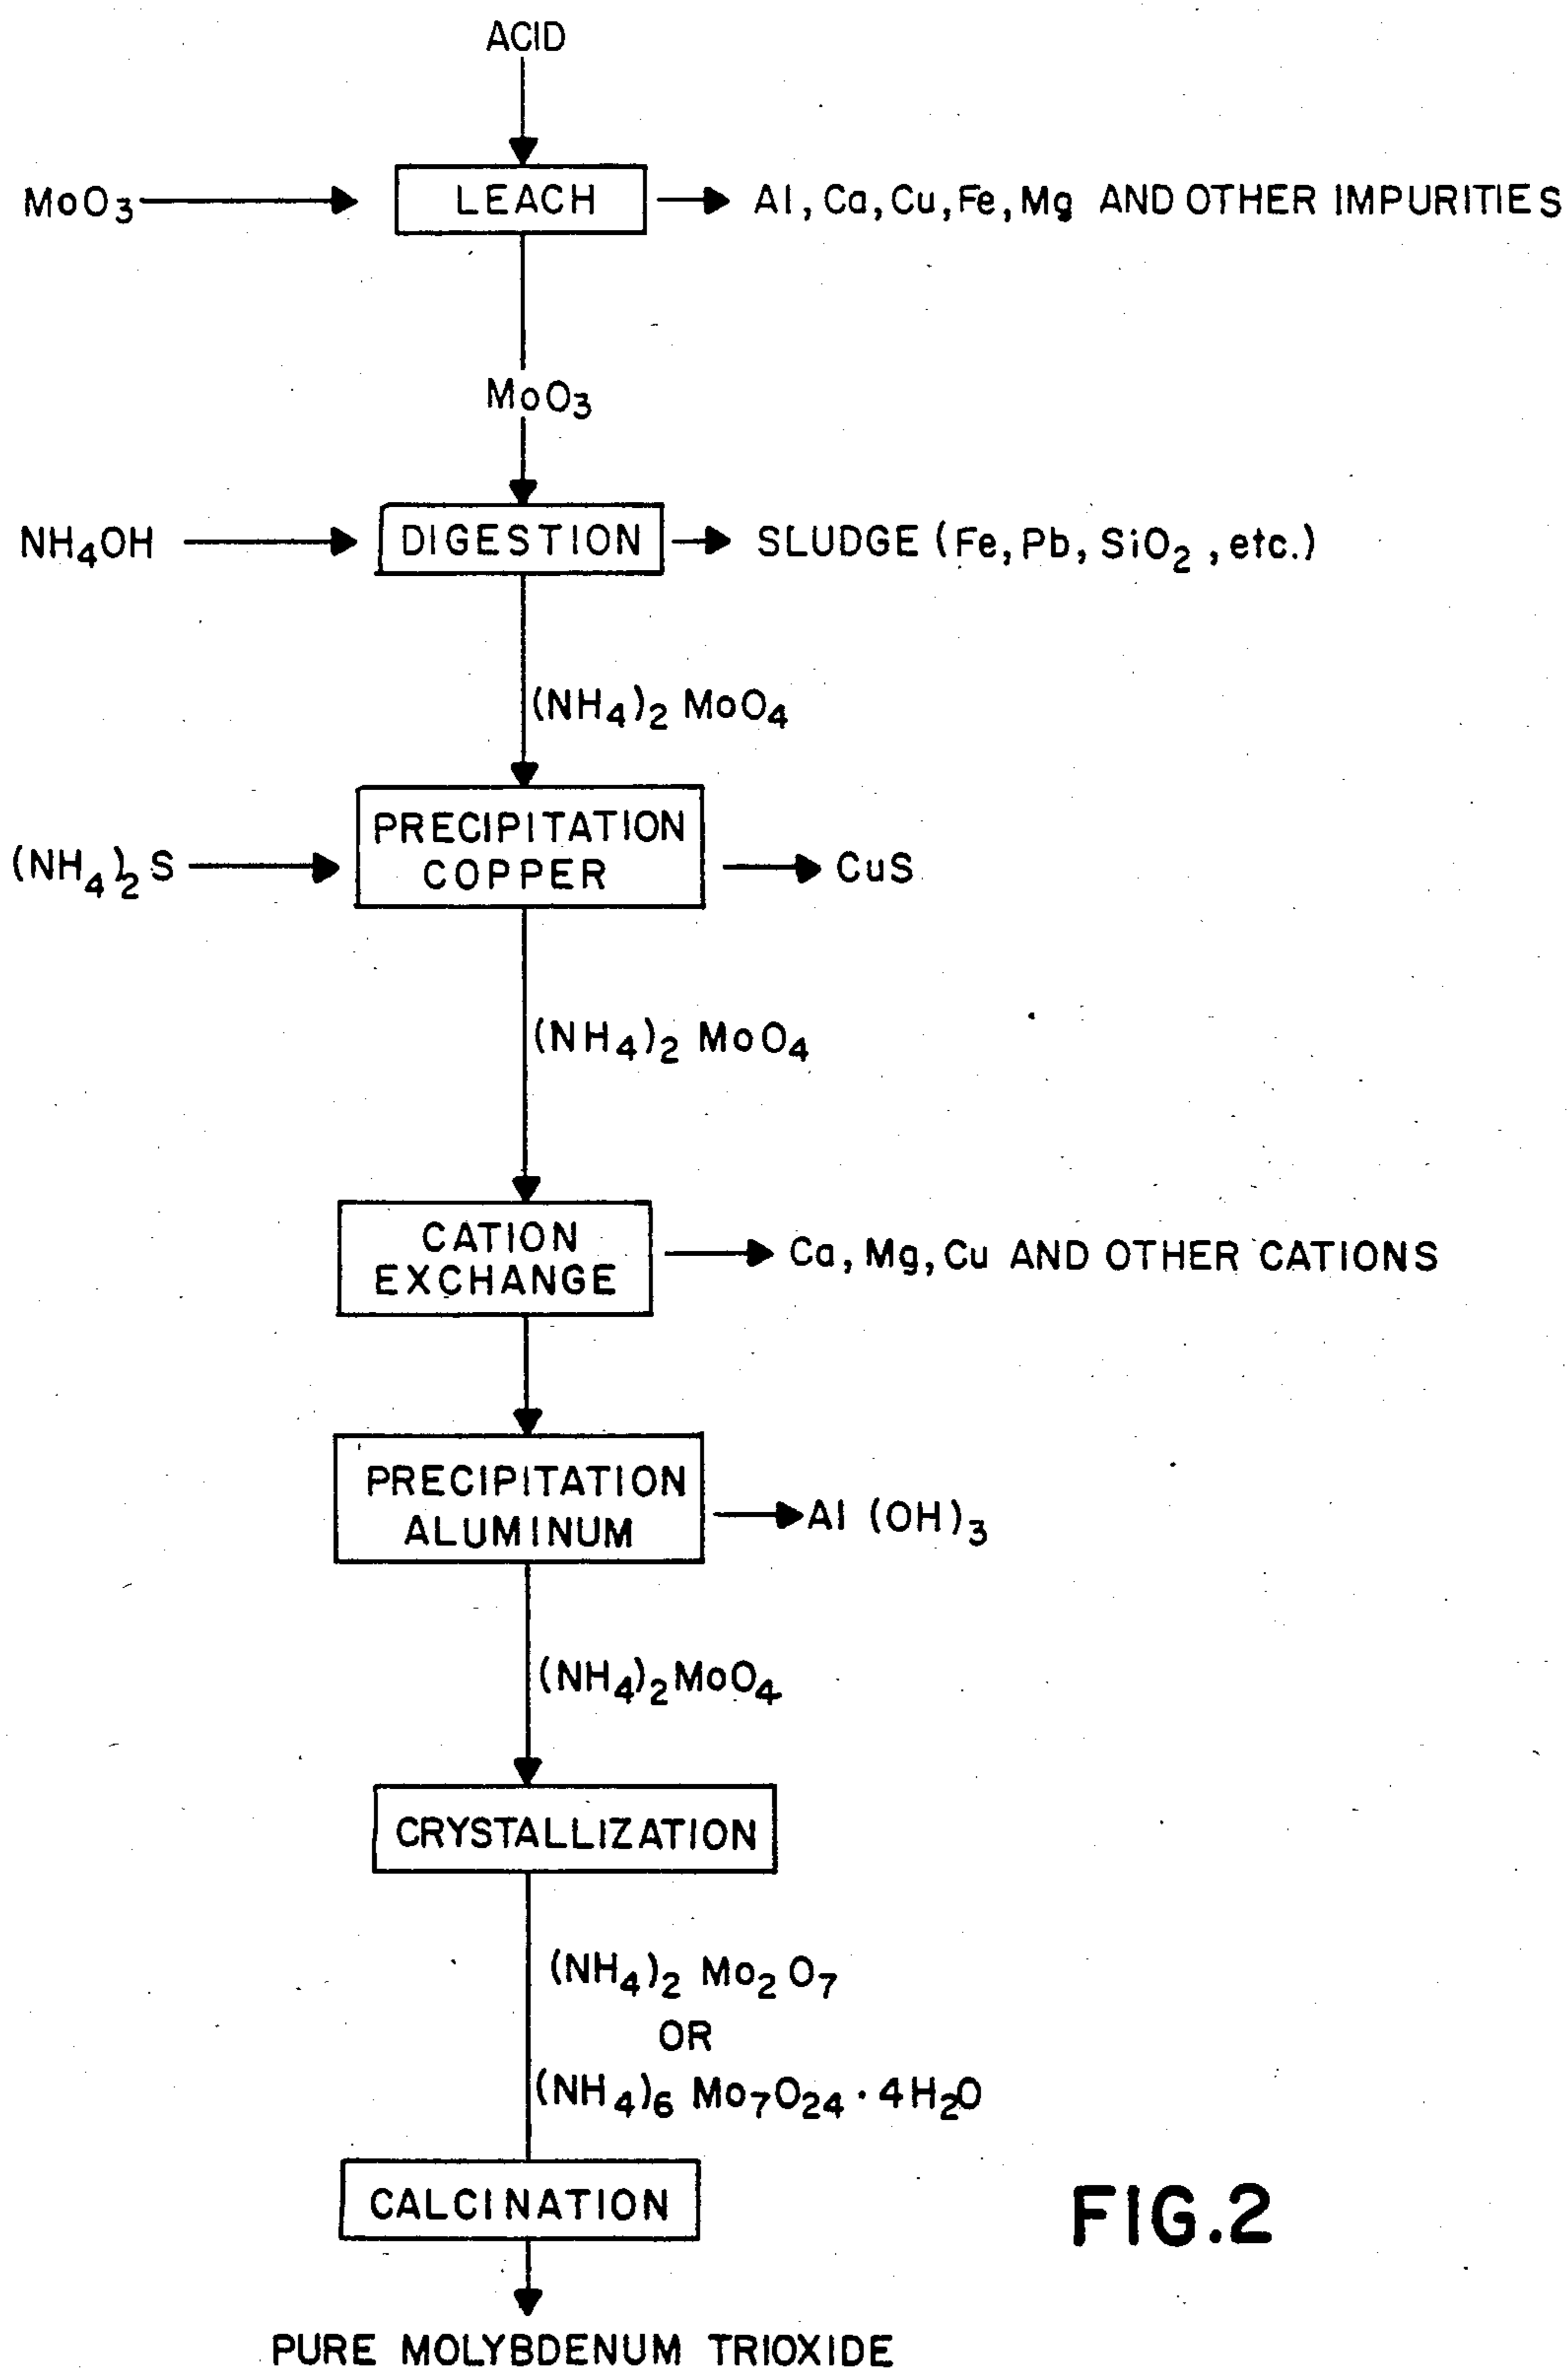 ACID
MoO3 LEACH Al, Ca, Cu, Fe, Mg AND OTHER IMPURITIES
MoO3
NH4OH DIGESTION SLUDGE (Fe, Pb, SiO2, etc.)
(NH4)2 MoO4
PRECIPITATION
(NH4)2S COPPER CuS
(NH4)2 MoO4
CATION
EXCHANGE
Ca, Mg, Cu AND OTHER CATIONS
PRECIPITATION
ALUMINUM
Al (OH)3
(NH4)2MoO4
CRYSTALLIZATION
(NH4)2 Mo2O7
OR
(NH4)6 Mo7O24 · 4H2O
CALCINATION
FIG.2
PURE MOLYBDENUM TRIOXIDE